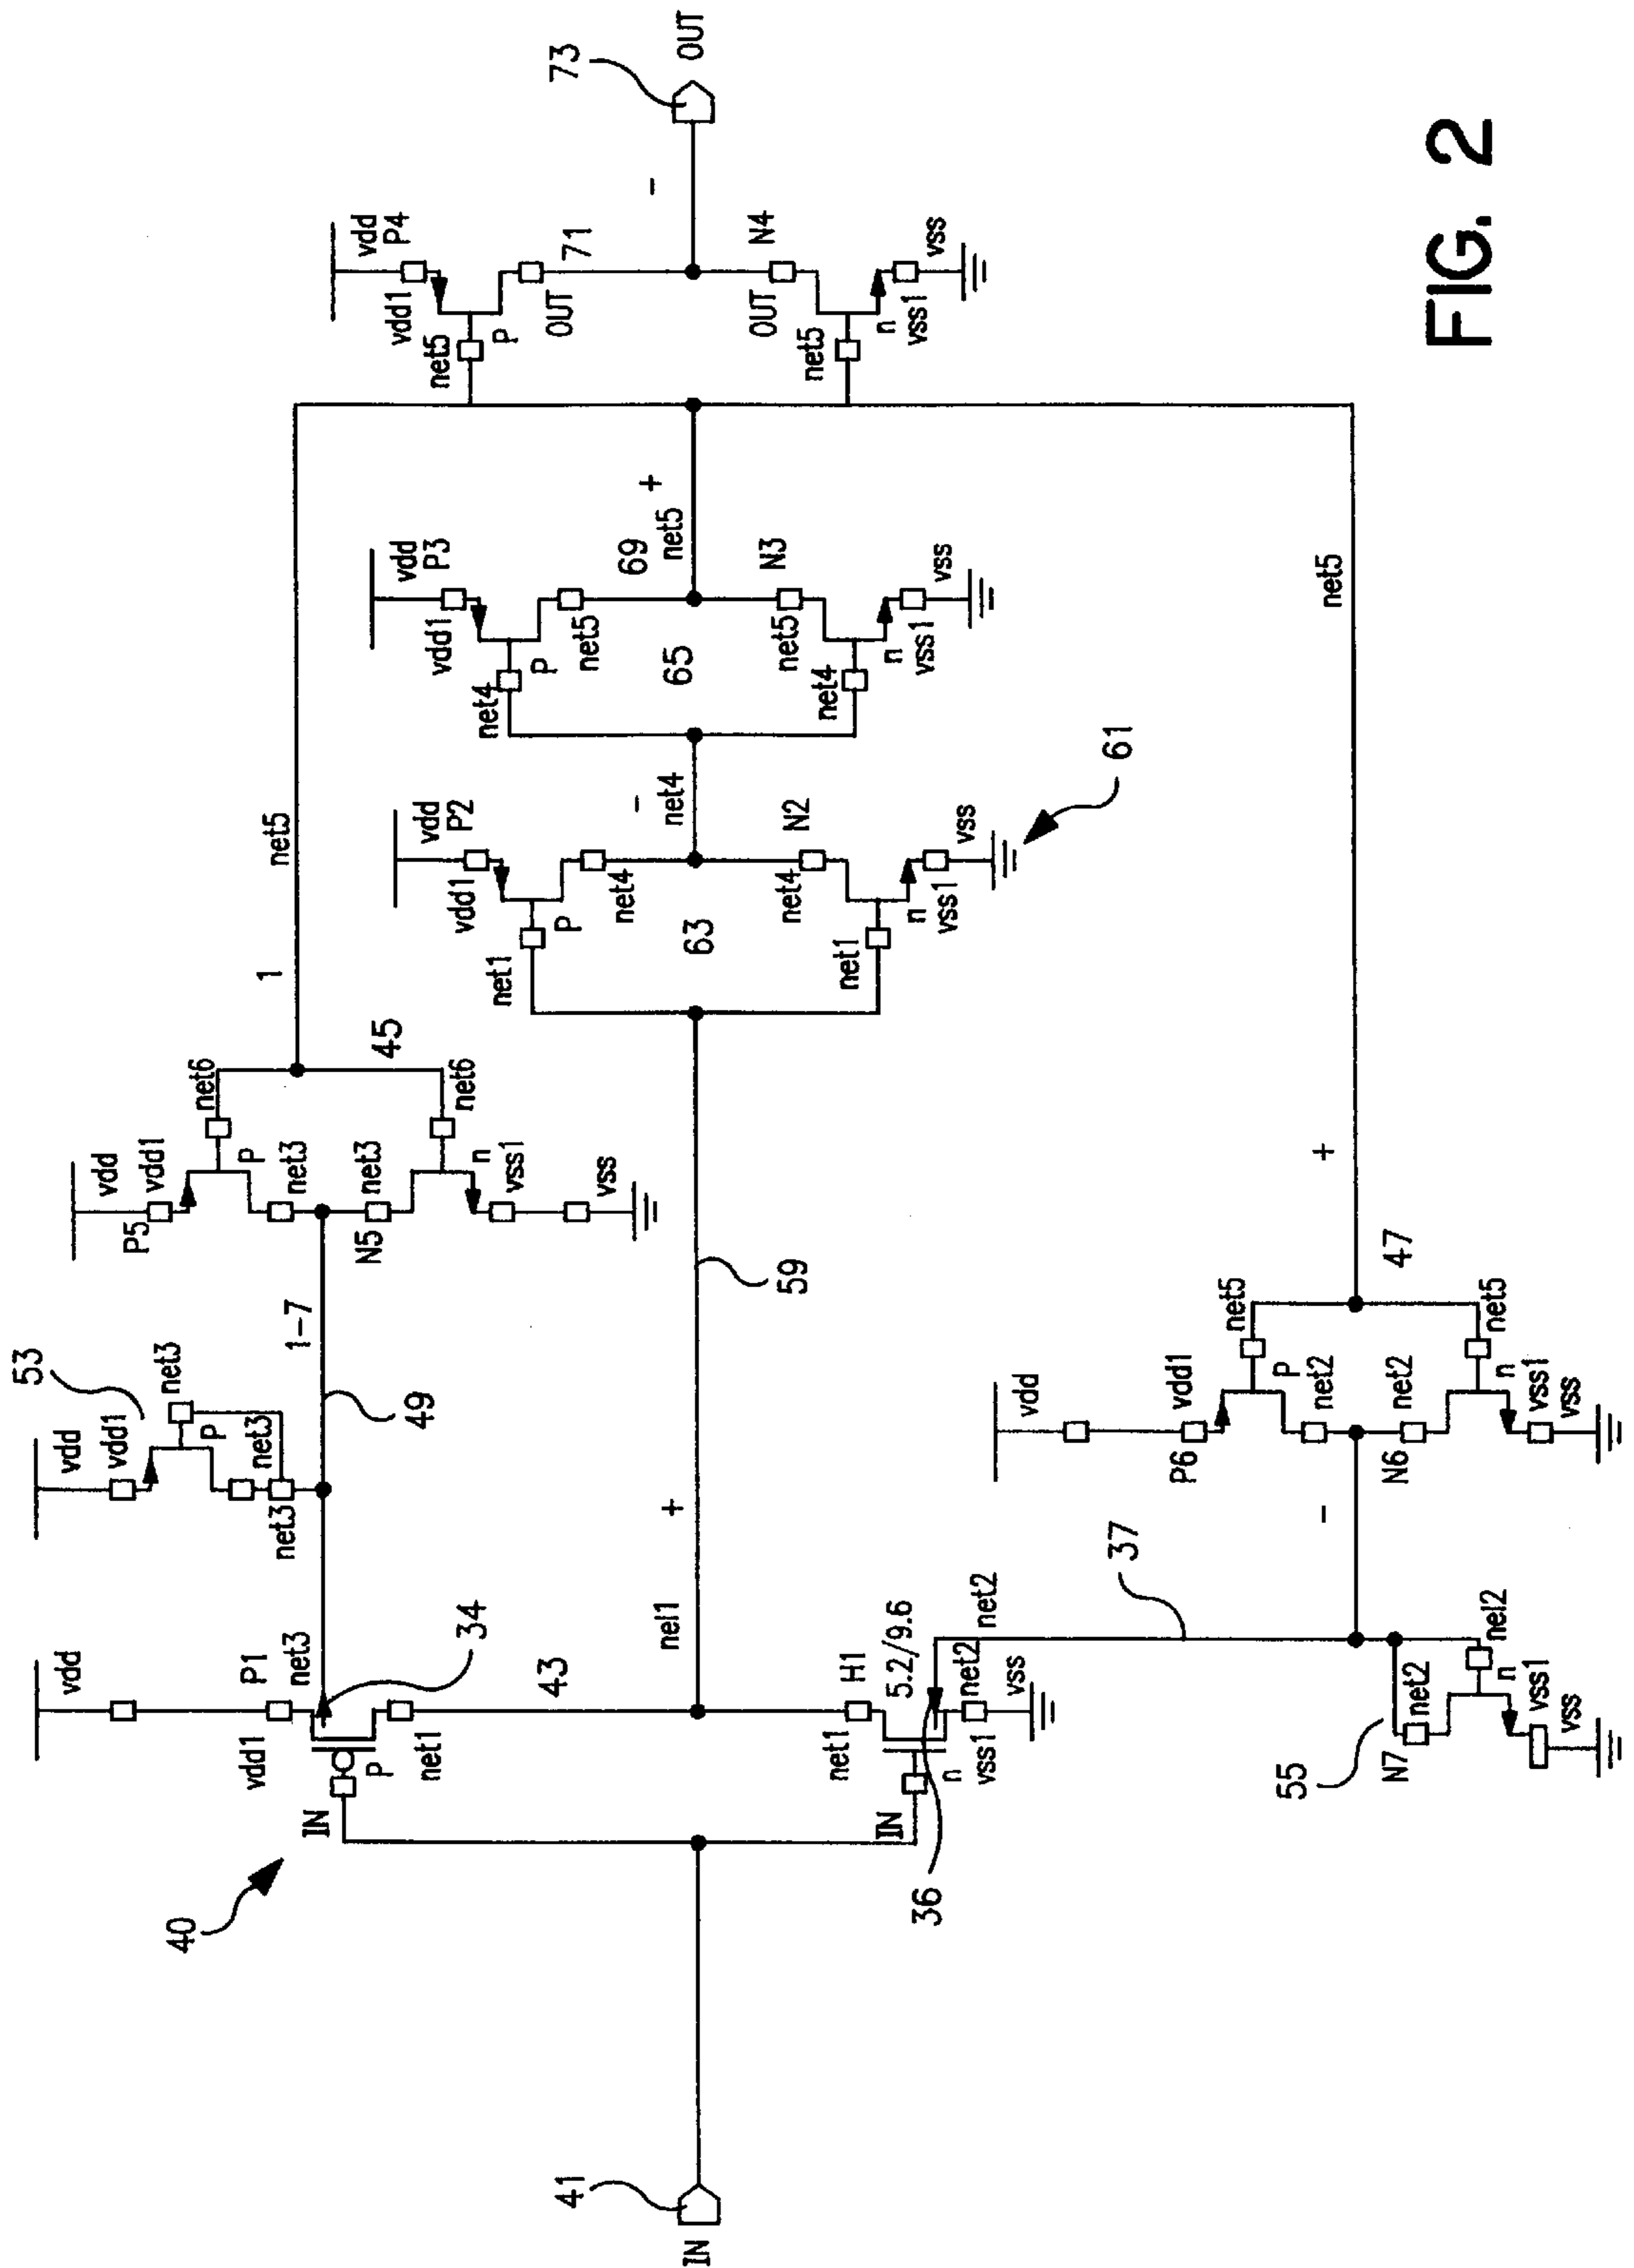 40
41
IN
IN
IN
vdd
P1
vdd1
net3
34
P
net1
43
nel1
+
59
net1
H1
5.2/9.6
net2
n
net2
vss1
vss
36
37
53
vdd
vdd1
net3
P
net3
net3
49
1-7
vdd
P5
vdd1
net6
P
net3
45
N5
net3
net6
n
vss1
vss
1
net5
55
N7
net2
nel2
n
vss1
vss
-
vdd
P6
vdd1
net5
P
net2
47
N6
net2
net5
n
vss1
vss
+
net5
vdd
P2
vdd1
net1
P
net4
63
-
net4
N2
net4
net1
n
vss1
vss
61
vdd
P3
vdd1
net4
P
net5
65
69
net5
+
N3
net5
net4
n
vss1
vss
vdd
P4
vdd1
net5
P
OUT
71
-
N4
OUT
net5
n
vss1
vss
73
OUT
FIG. 2